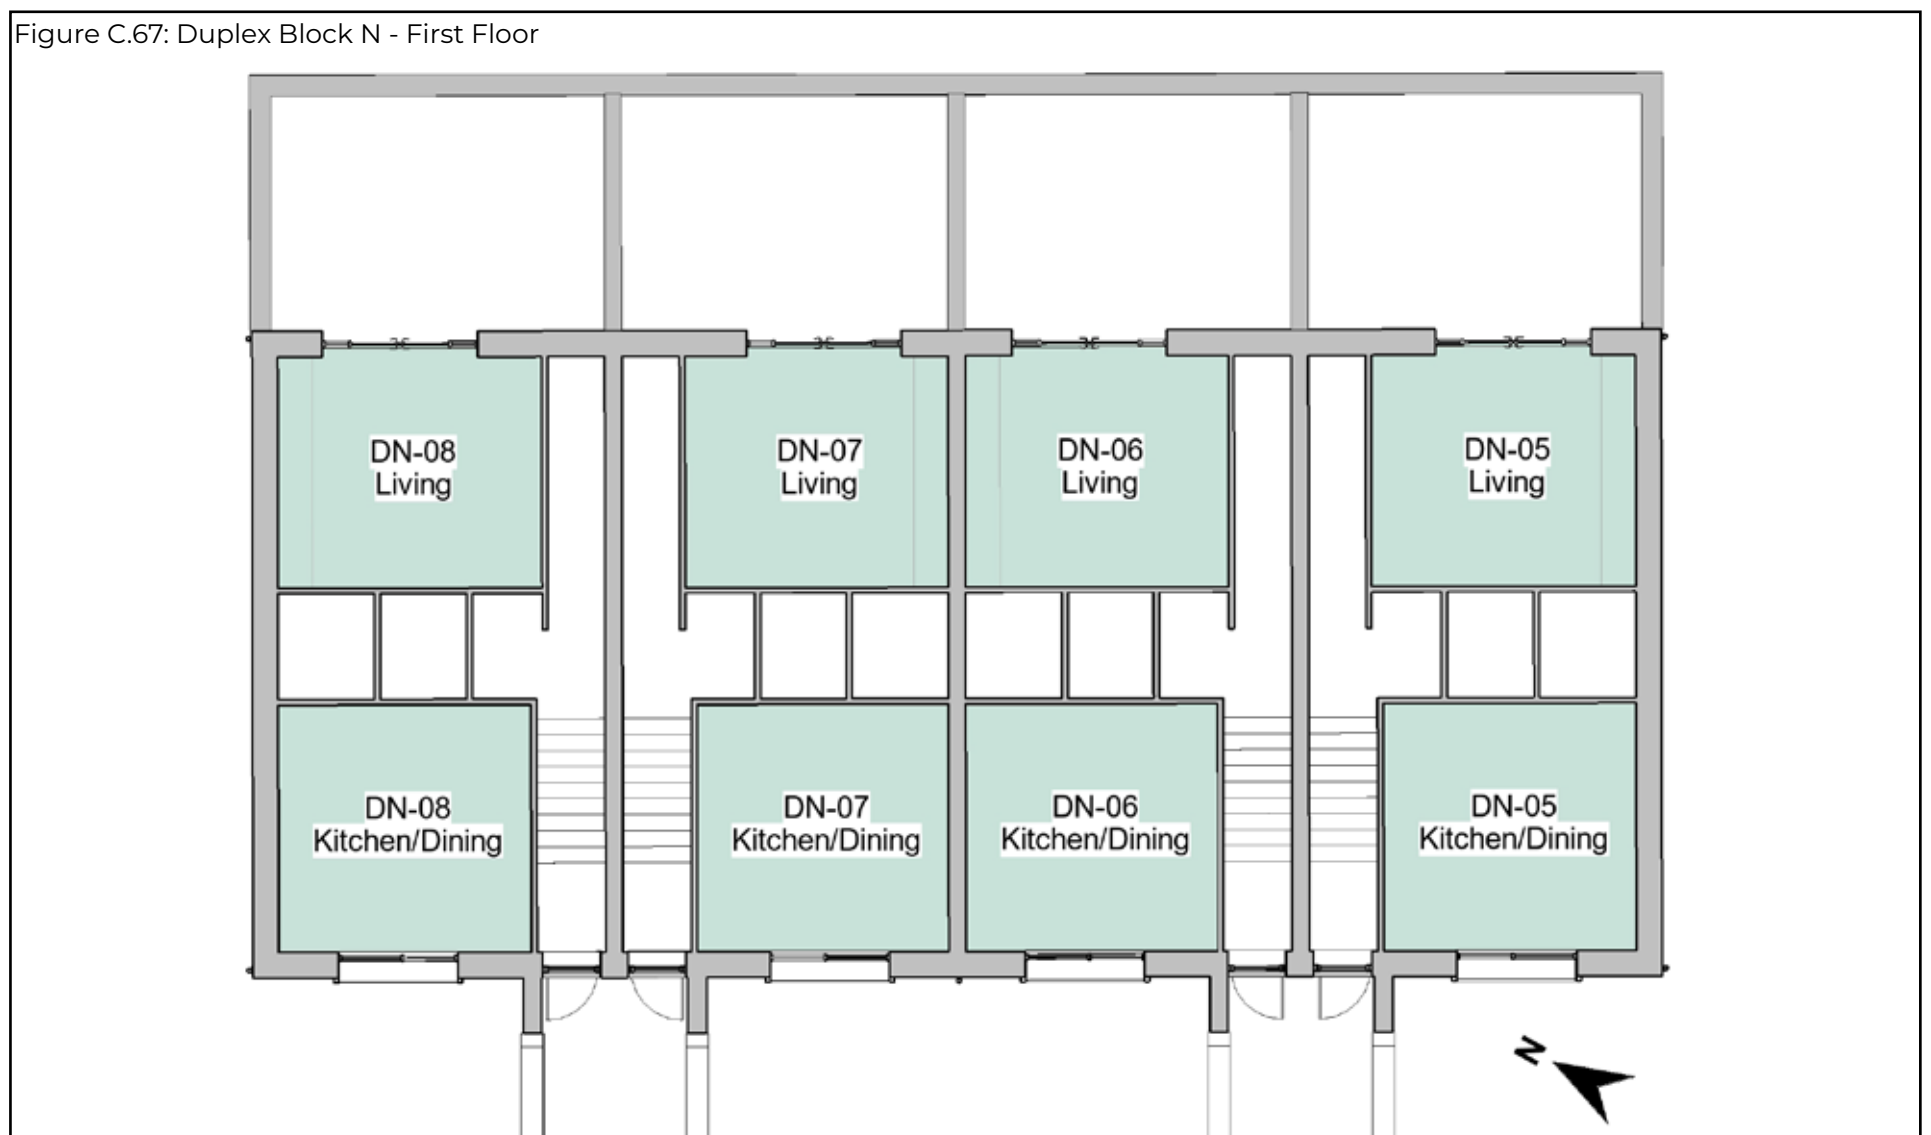 Figure C.67: Duplex Block N - First Floor
DN-08
Living
DN-07
Living
DN-06
Living
DN-05
Living
DN-08
Kitchen/Dining
DN-07
Kitchen/Dining
DN-06
Kitchen/Dining
DN-05
Kitchen/Dining
N